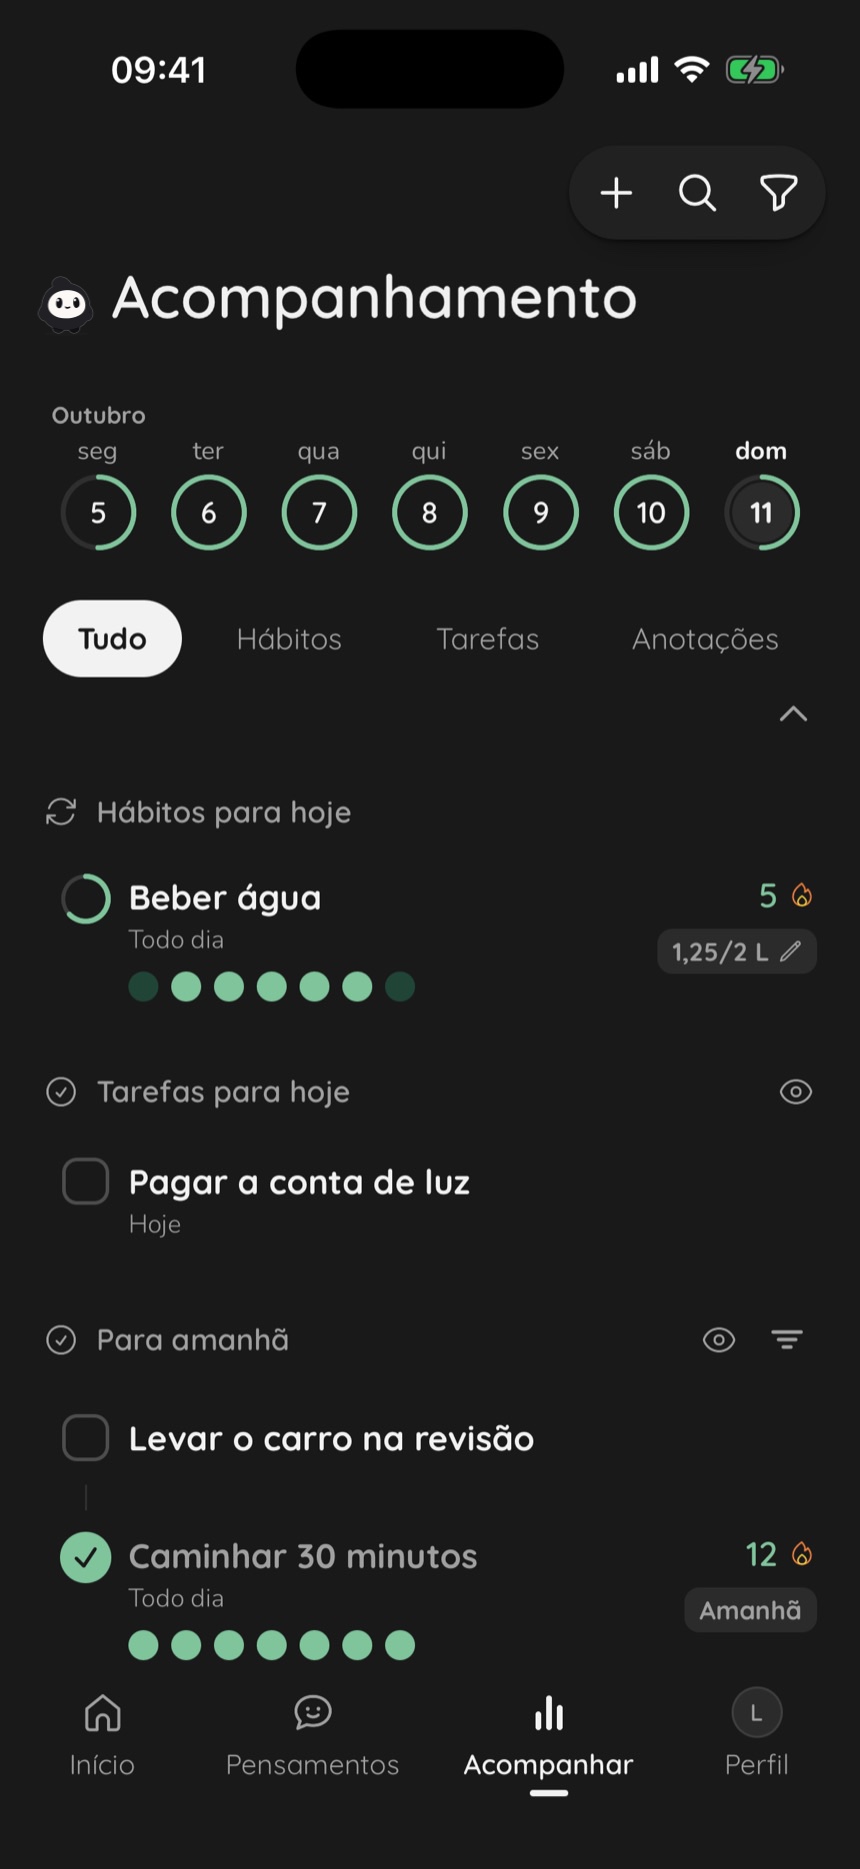 09:41
Acompanhamento
Outubro
seg ter qua qui sex sáb dom
5 6 7 8 9 10 11
Tudo Hábitos Tarefas Anotações
Hábitos para hoje
Beber água 5
Todo dia 1,25/2 L
Tarefas para hoje
Pagar a conta de luz
Hoje
Para amanhã
Levar o carro na revisão
Caminhar 30 minutos 12
Todo dia Amanhã
L
Início Pensamentos Acompanhar Perfil